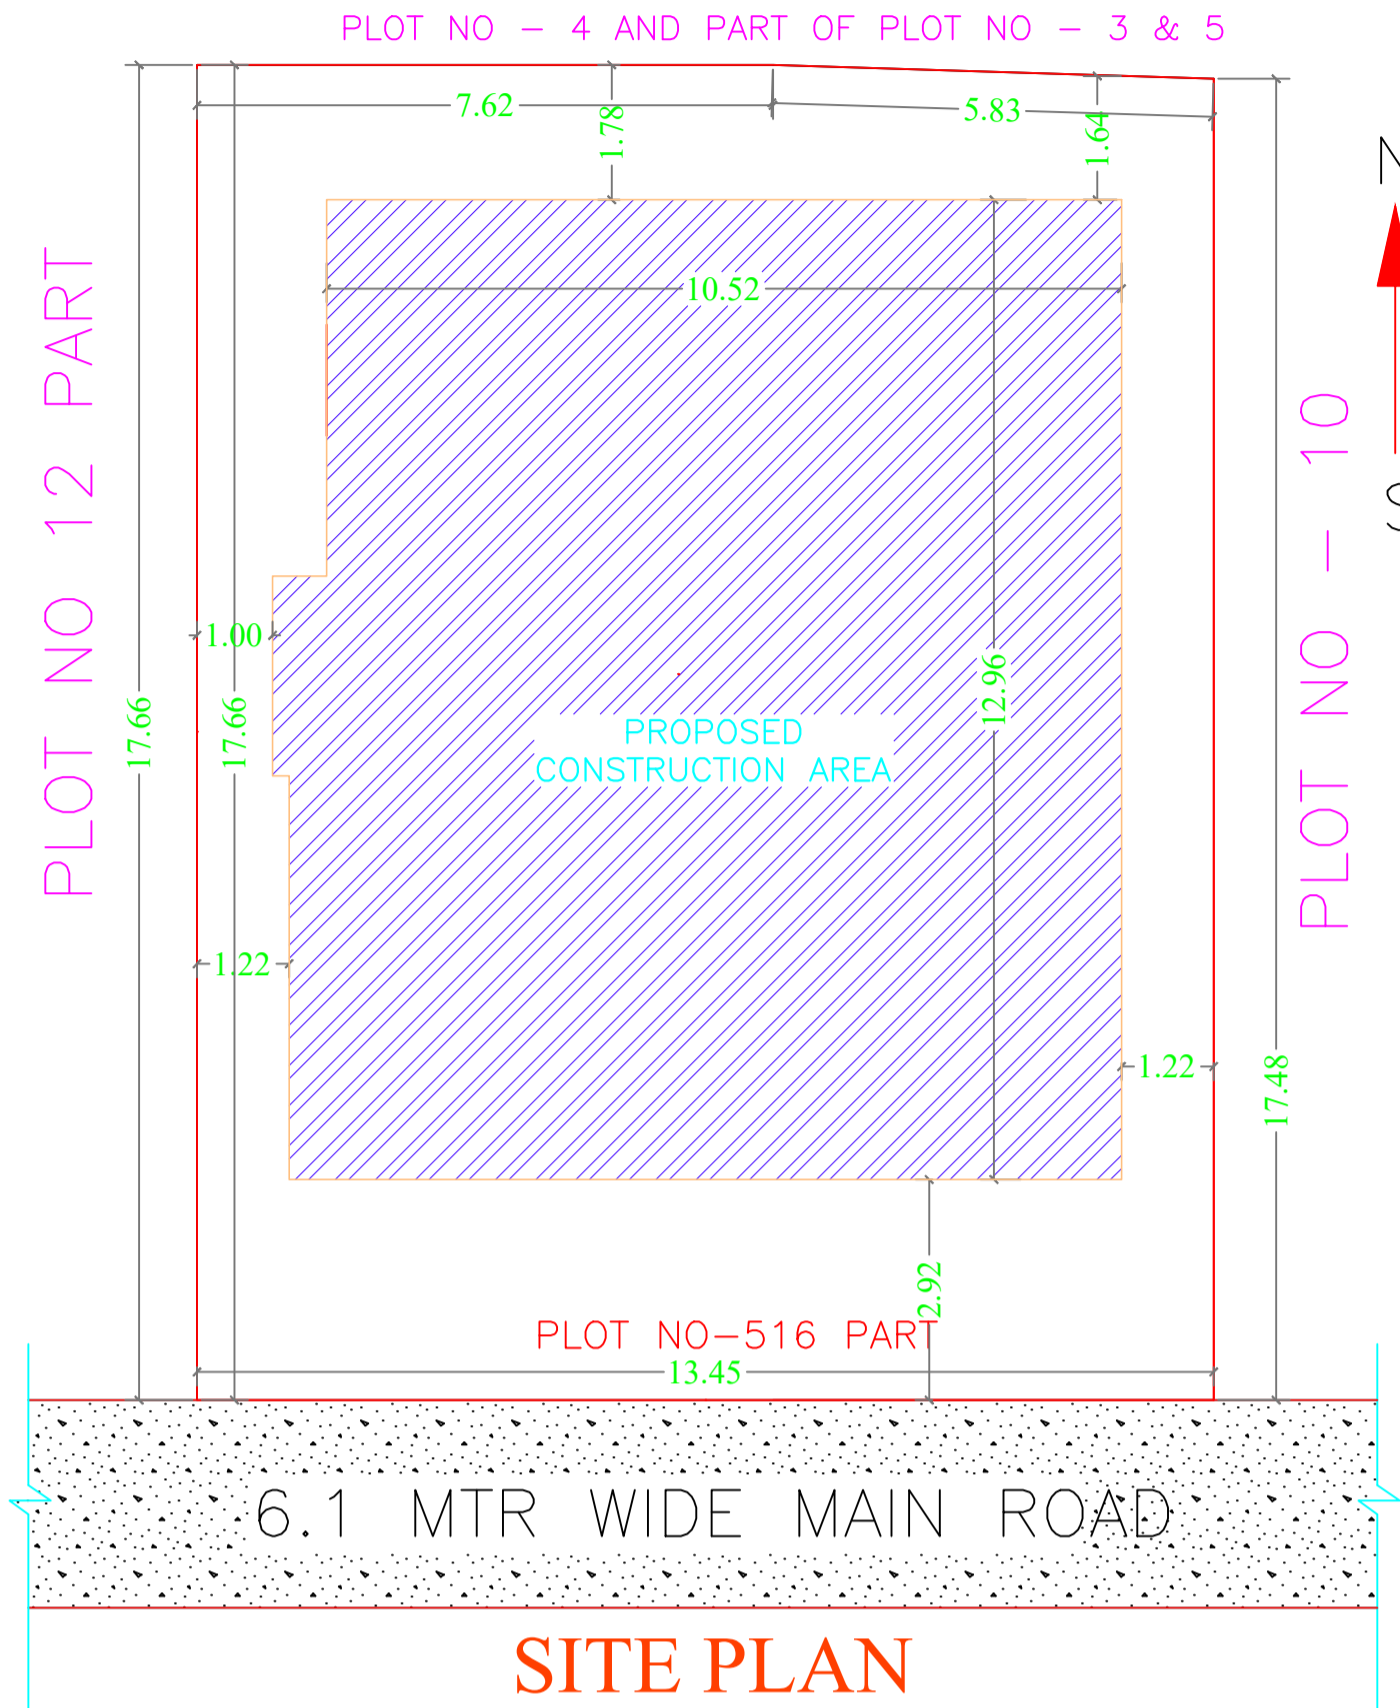 PLOT NO - 4 AND PART OF PLOT NO - 3 & 5
7.62
1.78
5.83
1.64
N
10.52
PLOT NO 12 PART
PLOT NO - 10
S
1.00
17.66
17.66
12.96
PROPOSED
CONSTRUCTION AREA
1.22
1.22
17.48
2.92
PLOT NO-516 PART
13.45
6.1 MTR WIDE MAIN ROAD
SITE PLAN